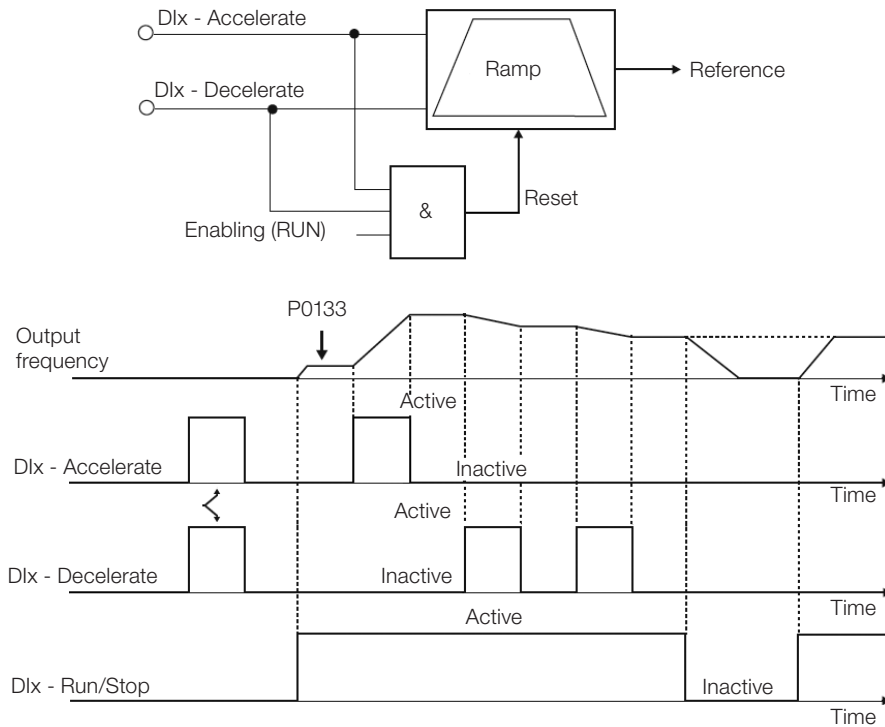 DIx - Accelerate
DIx - Decelerate
Ramp
Reference
Enabling (RUN)
&
Reset
P0133
Output
frequency
Time
Active
DIx - Accelerate
Inactive
Time
Active
DIx - Decelerate
Inactive
Time
Active
DIx - Run/Stop
Inactive
Time